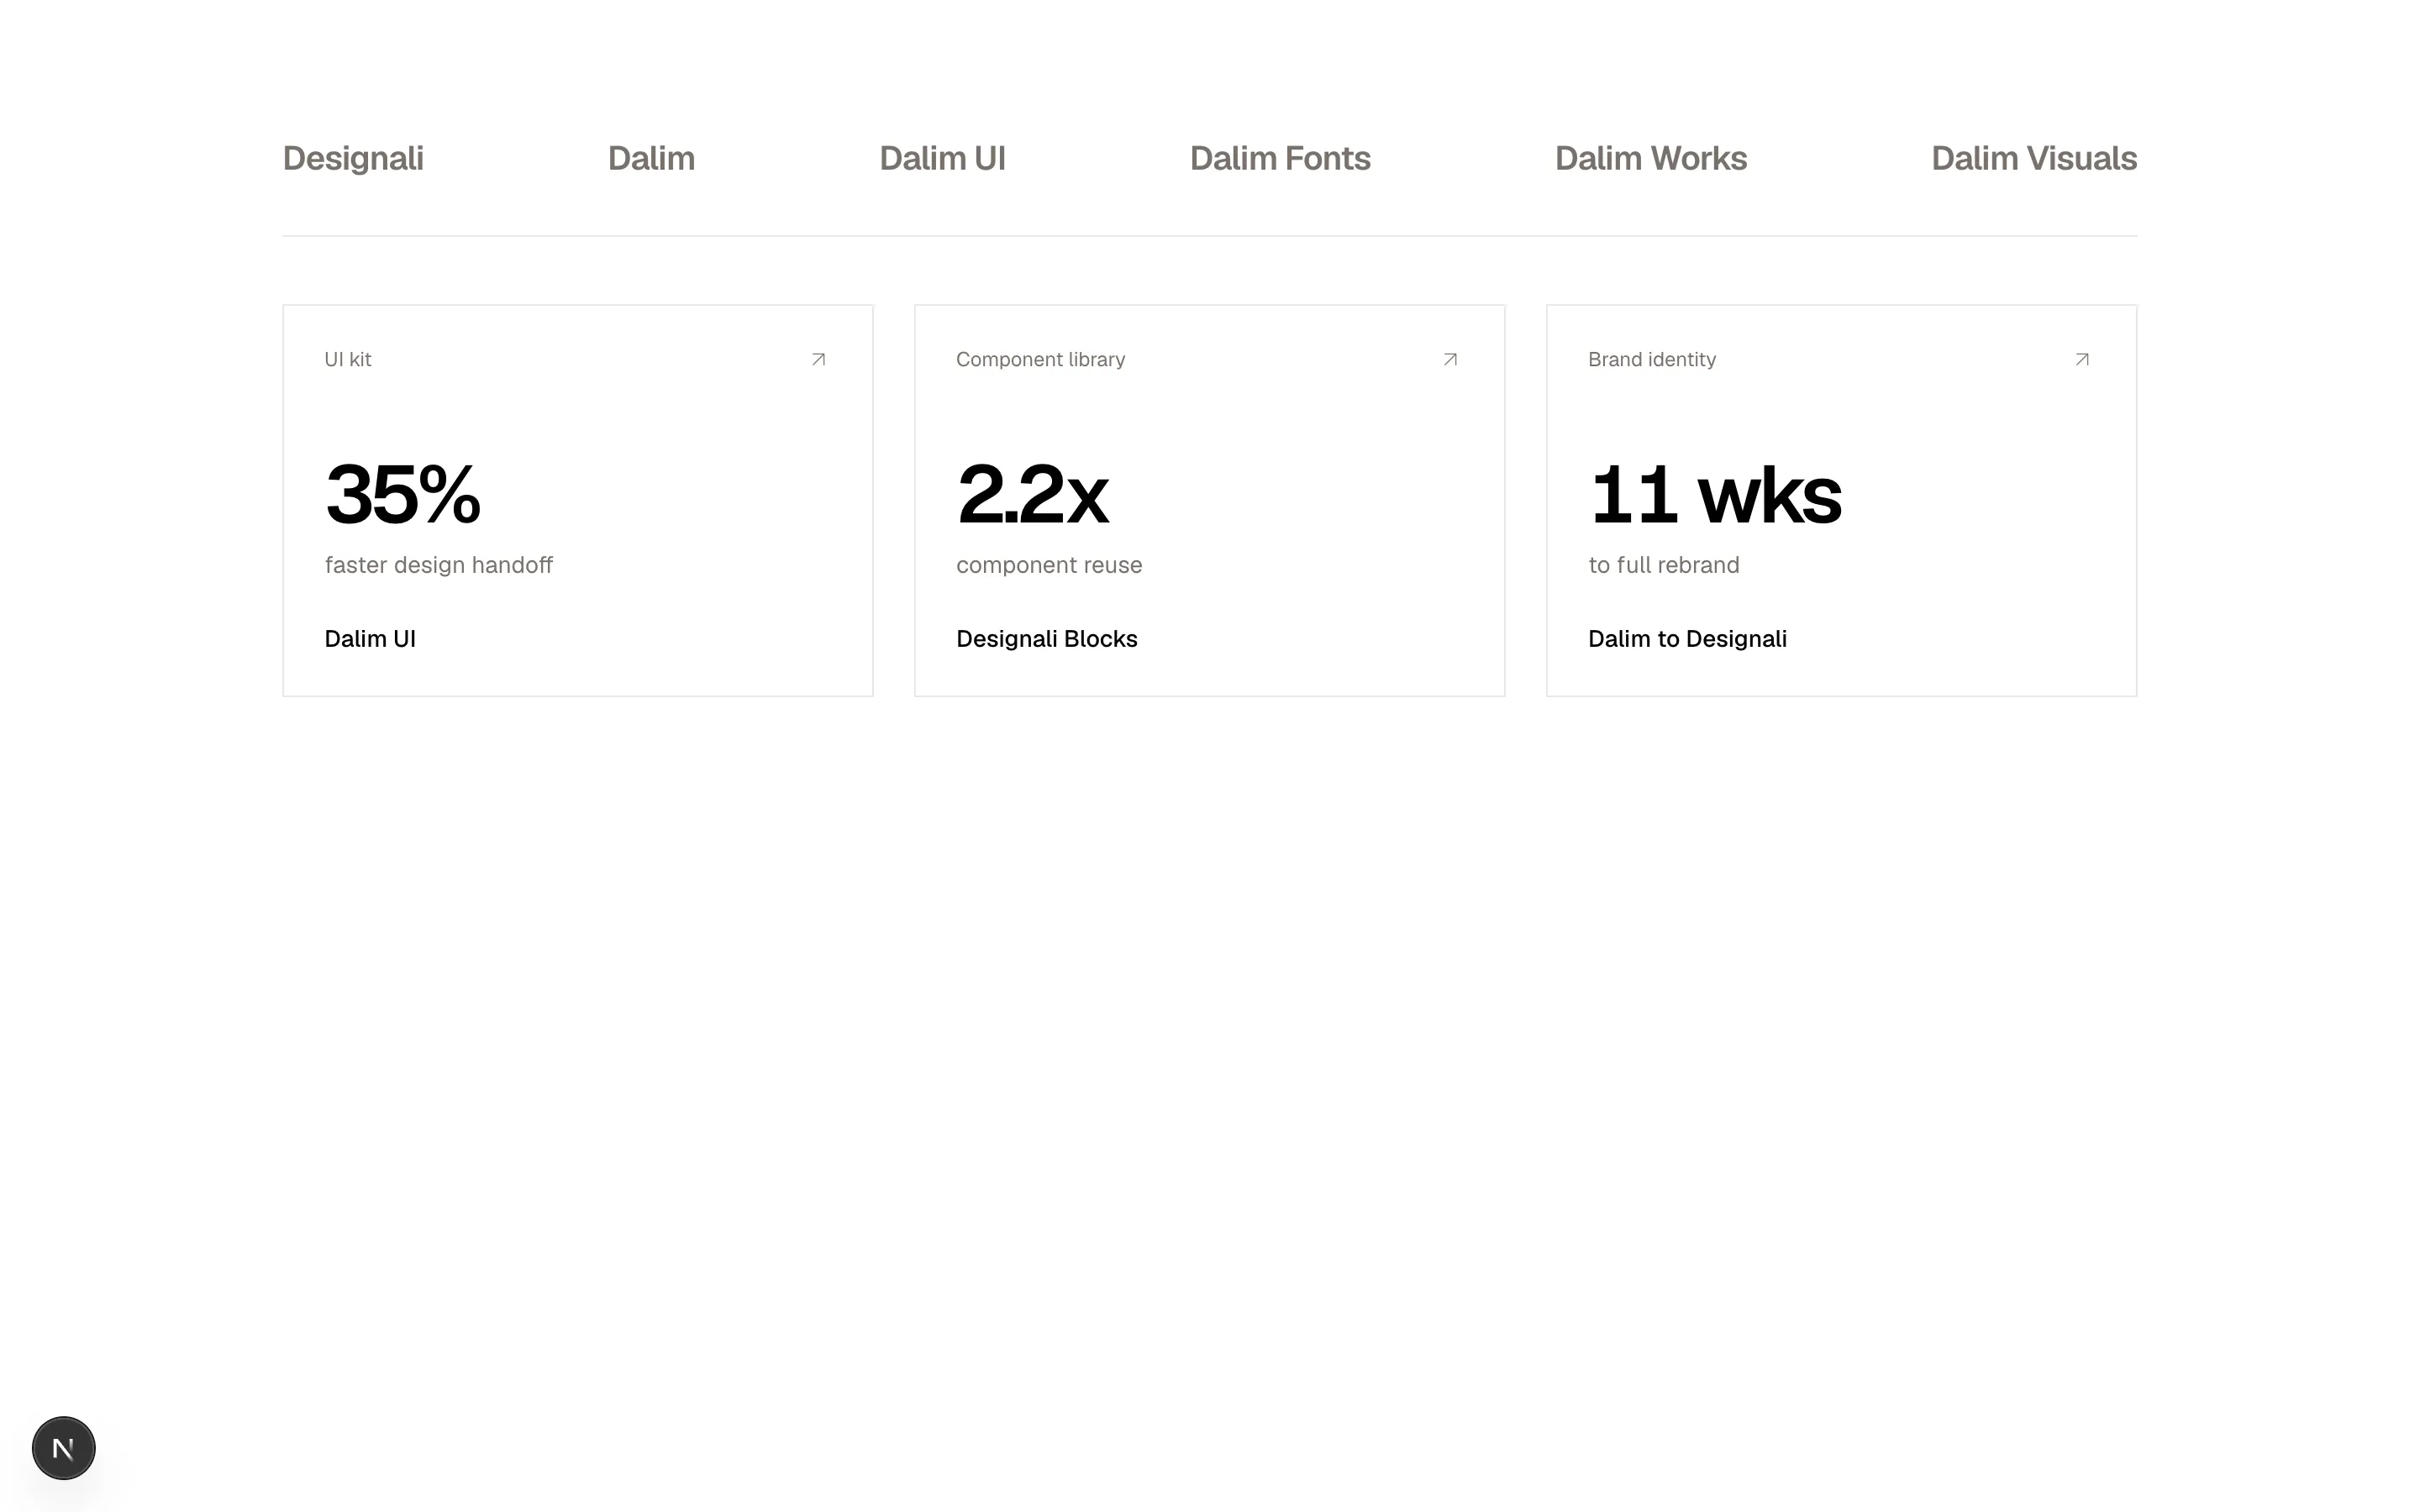 Designali Dalim Dalim UI Dalim Fonts Dalim Works Dalim Visuals
UI kit
35%
faster design handoff
Dalim UI
Component library
2.2x
component reuse
Designali Blocks
Brand identity
11 wks
to full rebrand
Dalim to Designali
N